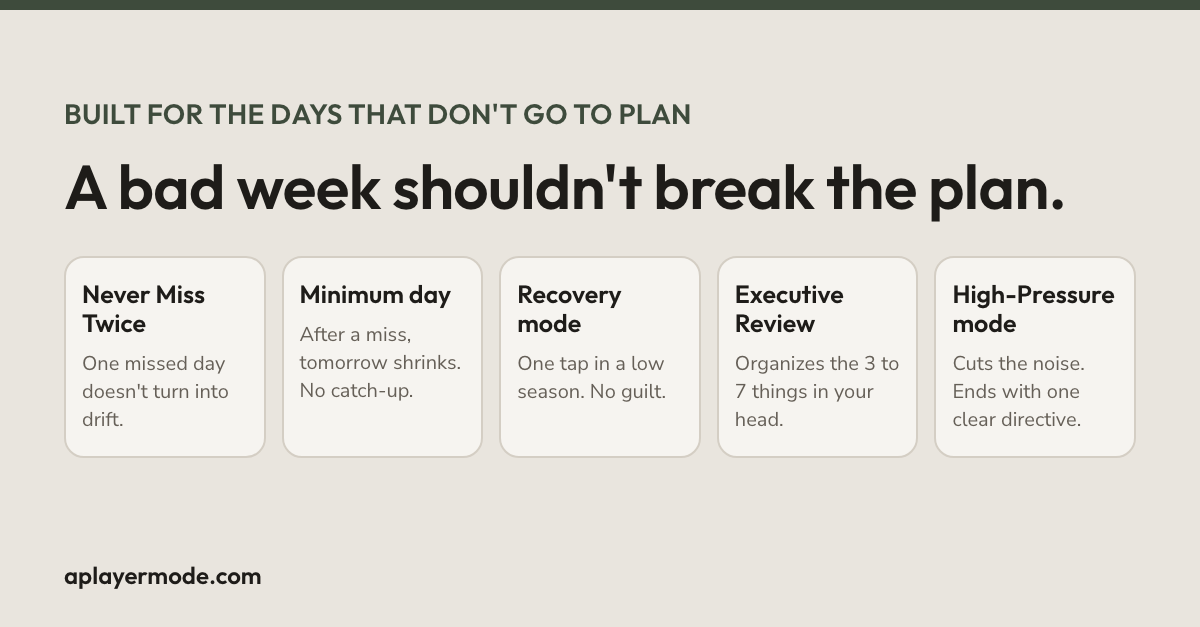 BUILT FOR THE DAYS THAT DON'T GO TO PLAN
A bad week shouldn't break the plan.
Never Miss
Twice
One missed day
doesn't turn into
drift.
Minimum day
After a miss,
tomorrow shrinks.
No catch-up.
Recovery
mode
One tap in a low
season. No guilt.
Executive
Review
Organizes the 3 to
7 things in your
head.
High-Pressure
mode
Cuts the noise.
Ends with one
clear directive.
aplayermode.com